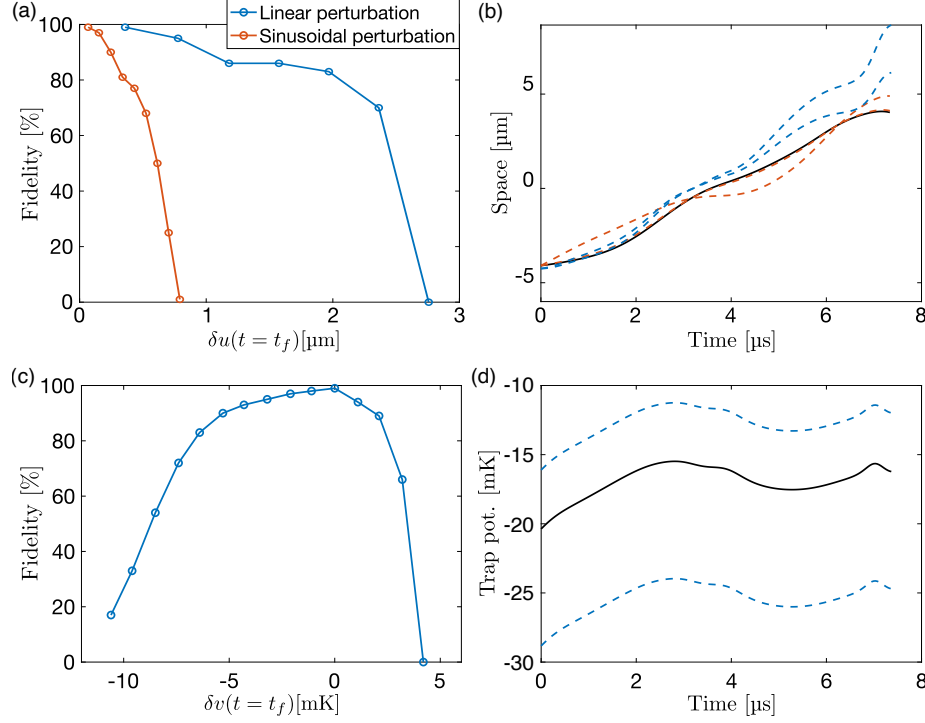 (a)
100
80
60
40
20
0
Fidelity [%]
Linear perturbation
Sinusoidal perturbation
0
1
2
3
δu(t = t_f)[µm]
(b)
5
0
-5
Space [µm]
0
2
4
6
8
Time [µs]
(c)
100
80
60
40
20
0
Fidelity [%]
-10
-5
0
5
δv(t = t_f)[mK]
(d)
-10
-15
-20
-25
-30
Trap pot. [mK]
0
2
4
6
8
Time [µs]